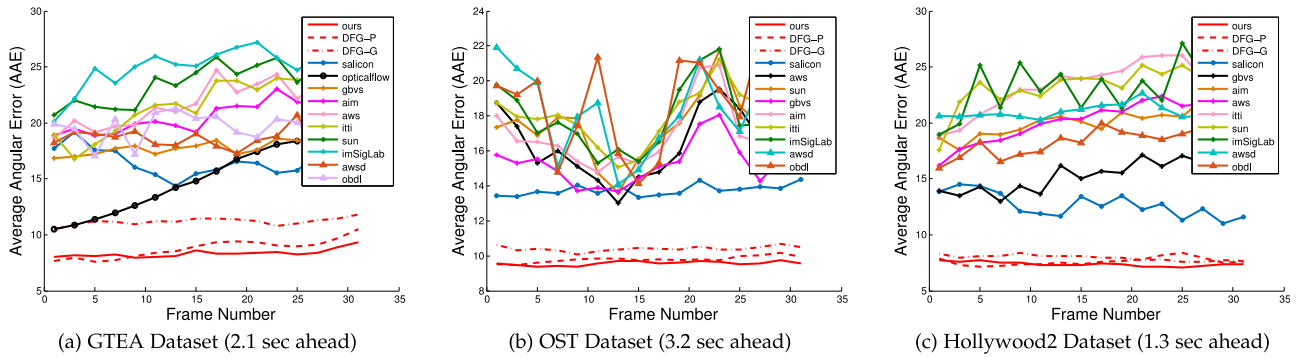 30
25
20
15
10
5
0
5
10
15
20
25
30
35
Average Angular Error (AAE)
Frame Number
ours
DFG-P
DFG-G
salicon
opticalflow
gbvs
aim
aws
itti
sun
imSigLab
awsd
obdl
(a) GTEA Dataset (2.1 sec ahead)
24
22
20
18
16
14
12
10
8
0
5
10
15
20
25
30
35
Average Angular Error (AAE)
Frame Number
ours
DFG-P
DFG-G
salicon
aws
sun
gbvs
aim
itti
imSigLab
awsd
obdl
(b) OST Dataset (3.2 sec ahead)
30
25
20
15
10
5
0
5
10
15
20
25
30
35
Average Angular Error (AAE)
Frame Number
ours
DFG-P
DFG-G
salicon
gbvs
aim
aws
itti
sun
imSigLab
awsd
obdl
(c) Hollywood2 Dataset (1.3 sec ahead)